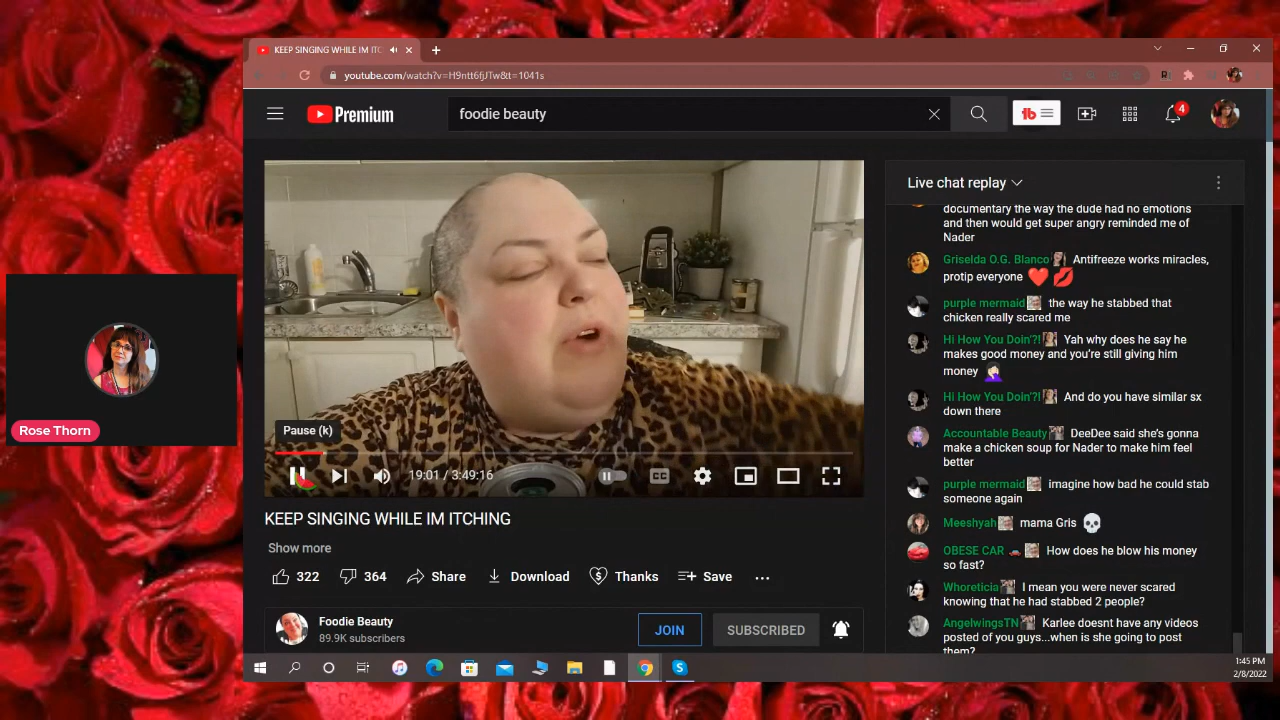 KEEP SINGING WHILE IM ITC
youtube.com/watch?v=H9ntt6fjJTw&t=1041s
Premium
foodie beauty
tb
4
Live chat replay
documentary the way the dude had no emotions
and then would get super angry reminded me of
Nader
Griselda O.G. Blanco Antifreeze works miracles,
protip everyone
purple mermaid the way he stabbed that
chicken really scared me
Hi How You Doin'?! Yah why does he say he
makes good money and you're still giving him
money
Hi How You Doin'?! And do you have similar sx
down there
Accountable Beauty DeeDee said she's gonna
make a chicken soup for Nader to make him feel
better
purple mermaid imagine how bad he could stab
someone again
Meeshyah mama Gris
OBESE CAR How does he blow his money
so fast?
Whoreticia I mean you were never scared
knowing that he had stabbed 2 people?
AngelwingsTN Karlee doesnt have any videos
posted of you guys...when is she going to post
them?
Rose Thorn
Pause (k)
19:01 / 3:49:16
CC
KEEP SINGING WHILE IM ITCHING
Show more
322
364
Share
Download
Thanks
Save
Foodie Beauty
89.9K subscribers
JOIN
SUBSCRIBED
1:45 PM
2/8/2022